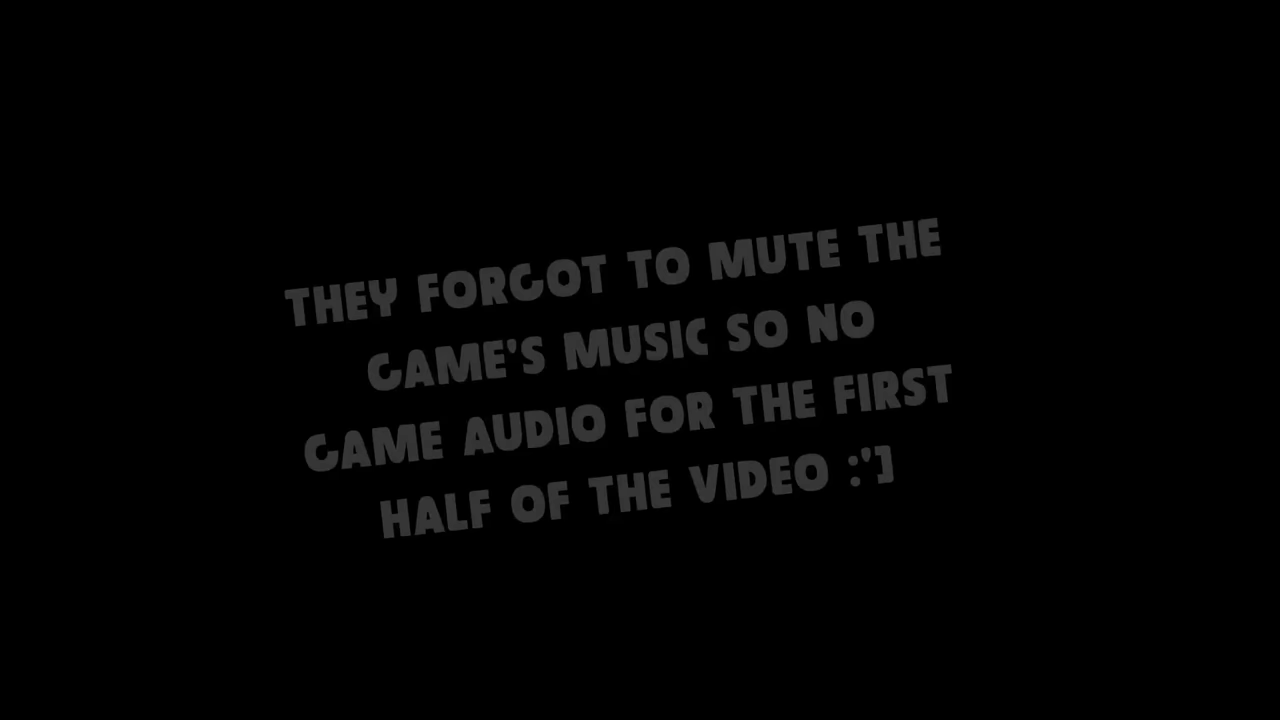 THEY FORGOT TO MUTE THE
GAME'S MUSIC SO NO
GAME AUDIO FOR THE FIRST
HALF OF THE VIDEO :']